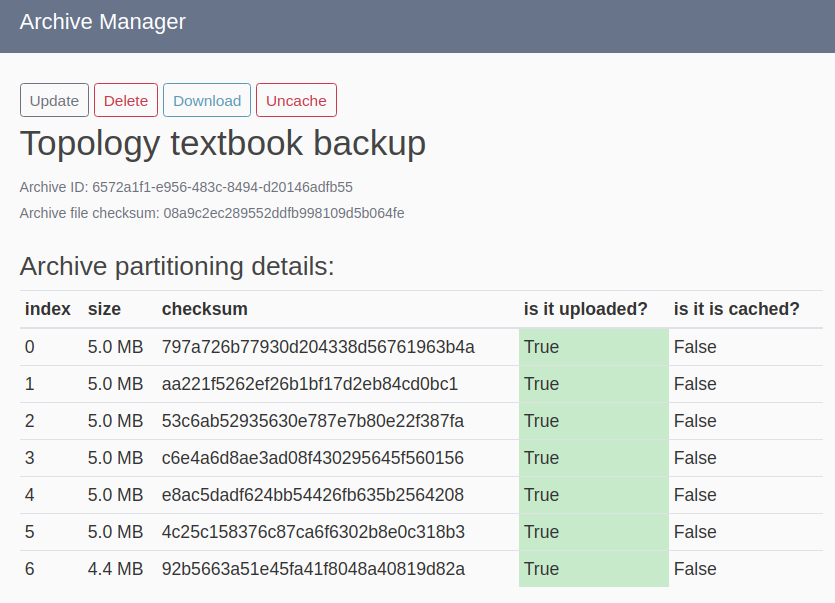 Archive Manager
Update Delete Download Uncache
Topology textbook backup
Archive ID: 6572a1f1-e956-483c-8494-d20146adfb55
Archive file checksum: 08a9c2ec289552ddfb998109d5b064fe
Archive partitioning details:
index size checksum is it uploaded? is it is cached?
0 5.0 MB 797a726b77930d204338d56761963b4a True False
1 5.0 MB aa221f5262ef26b1bf17d2eb84cd0bc1 True False
2 5.0 MB 53c6ab52935630e787e7b80e22f387fa True False
3 5.0 MB c6e4a6d8ae3ad08f430295645f560156 True False
4 5.0 MB e8ac5dadf624bb54426fb635b2564208 True False
5 5.0 MB 4c25c158376c87ca6f6302b8e0c318b3 True False
6 4.4 MB 92b5663a51e45fa41f8048a40819d82a True False